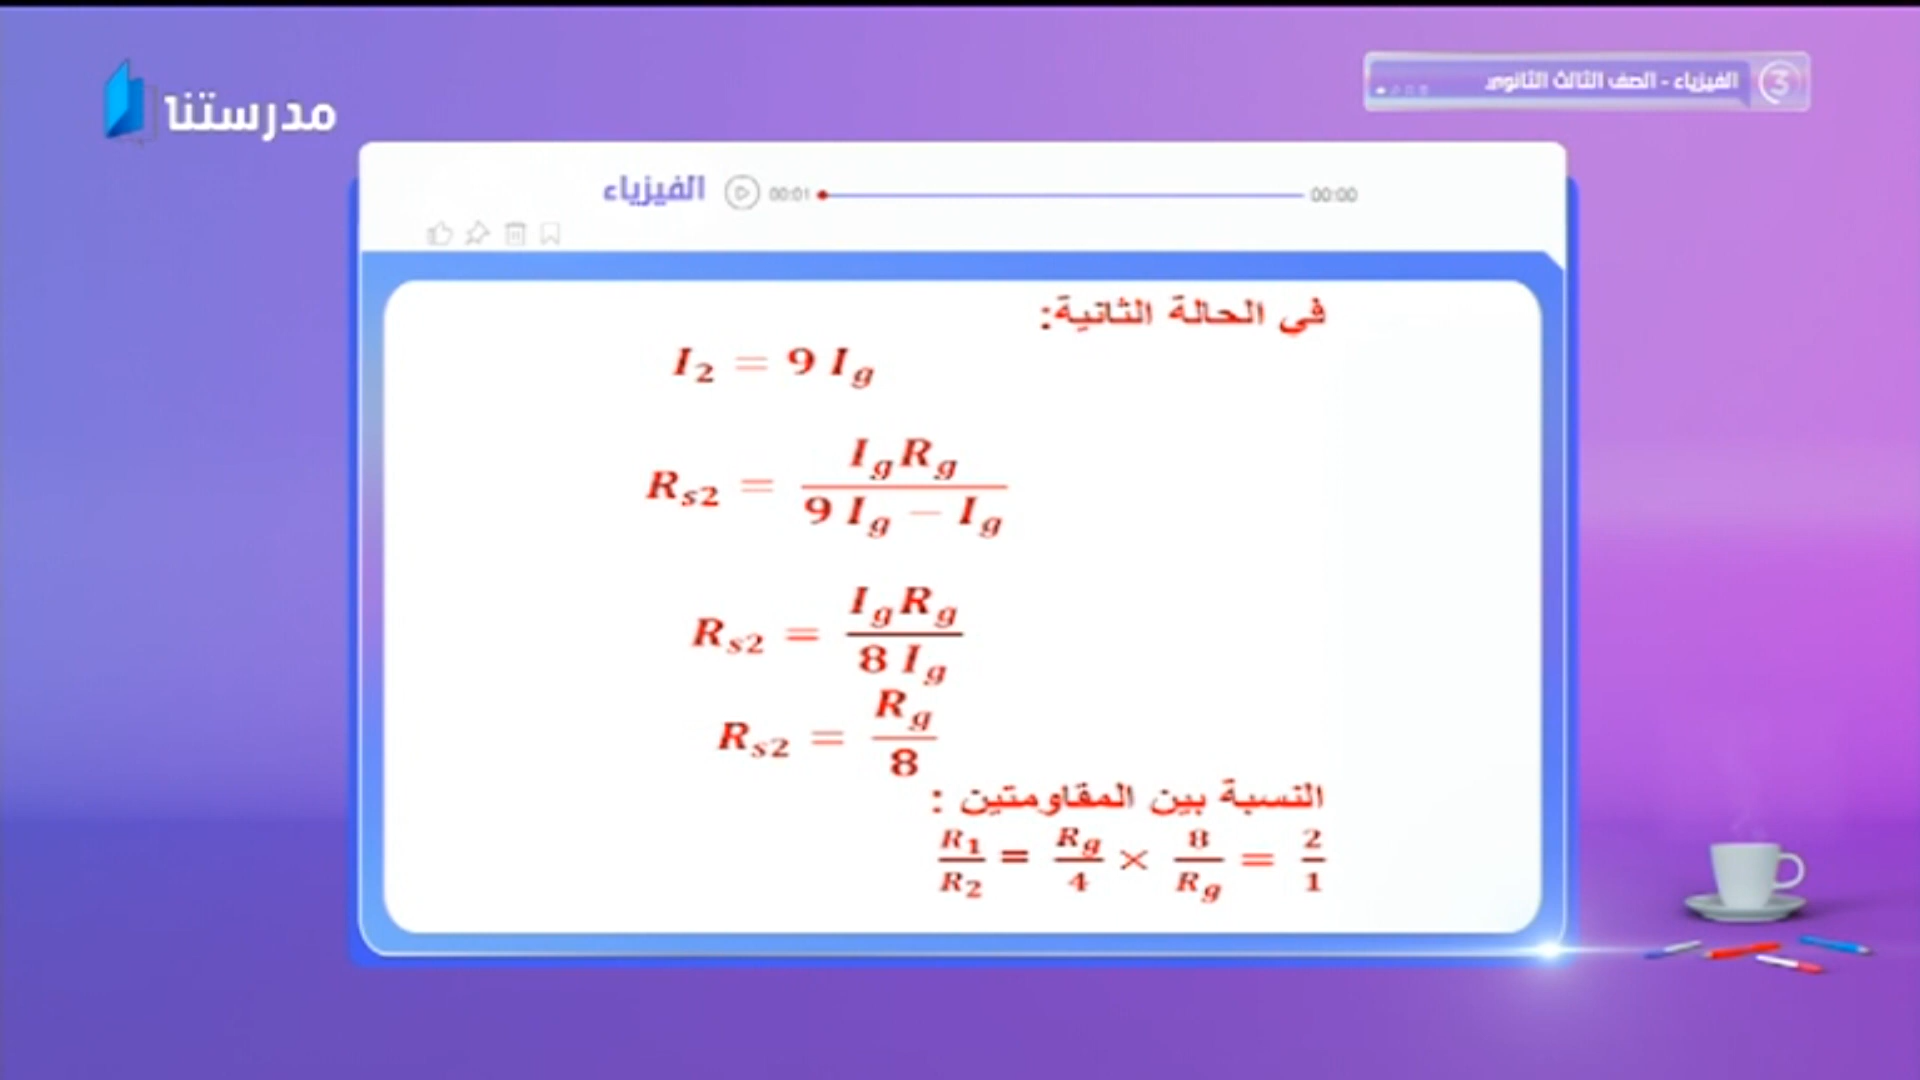 مدرستنا
الفيزياء - الصف الثالث الثانوي 3
الفيزياء 00:01 00:00
في الحالة الثانية:
I₂ = 9 I_g
R_s2 = I_g R_g / (9 I_g − I_g)
R_s2 = I_g R_g / 8 I_g
R_s2 = R_g / 8
النسبة بين المقاومتين :
R₁/R₂ = R_g/4 × 8/R_g = 2/1